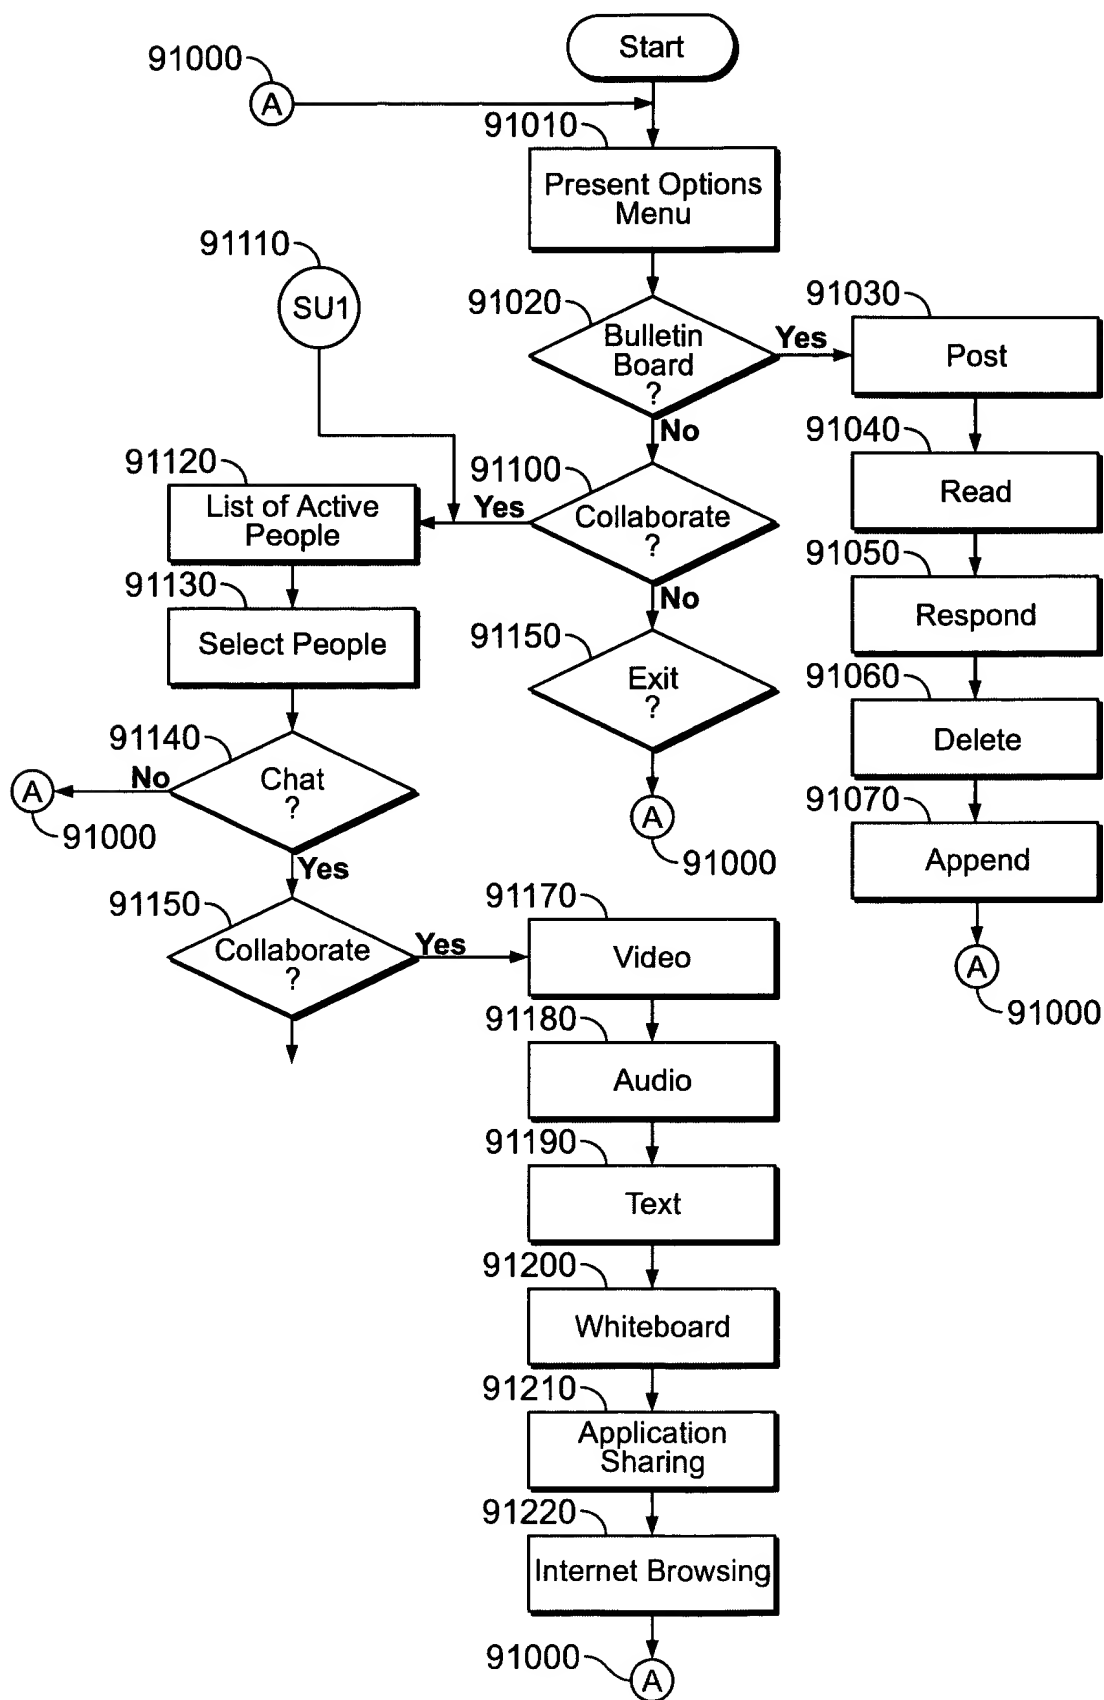 Start
91000
A
91010
Present Options
Menu
91110
SU1
91020
Bulletin
Board
?
Yes
91030
Post
No
91040
Read
91120
List of Active
People
91100
Collaborate
?
Yes
91050
Respond
No
91130
Select People
91150
Exit
?
91060
Delete
91140
Chat
?
No
A
91000
A
91000
91070
Append
Yes
91150
Collaborate
?
Yes
91170
Video
A
91000
91180
Audio
91190
Text
91200
Whiteboard
91210
Application
Sharing
91220
Internet Browsing
91000
A